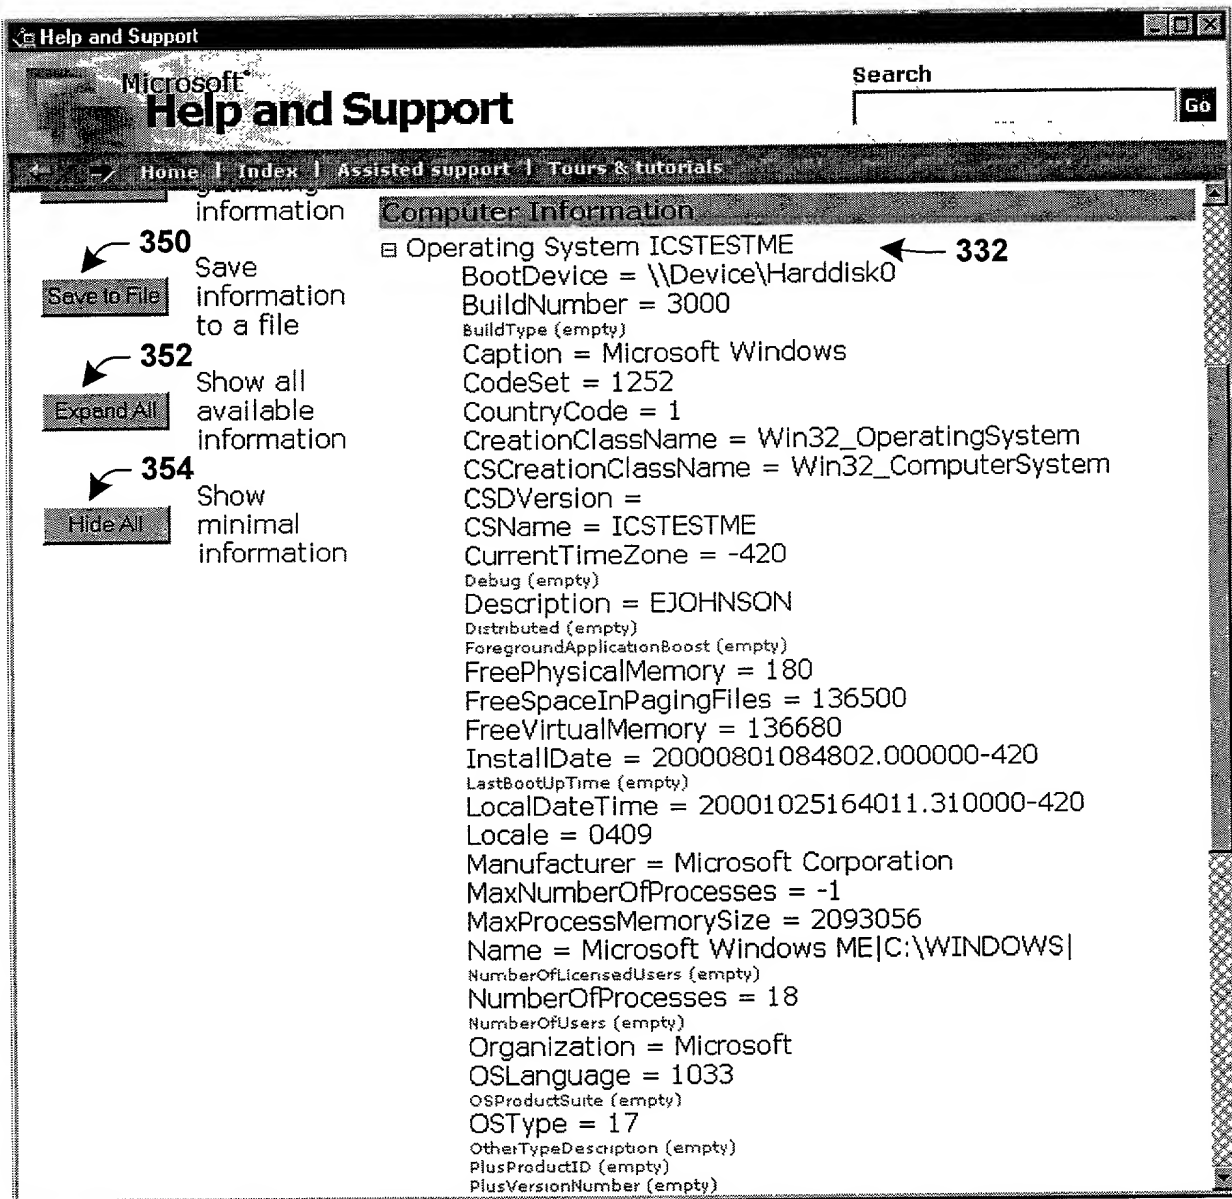 Help and Support
Microsoft
Help and Support
Search
Go
Home | Index | Assisted support | Tours & tutorials
information
350
Save to File
Save
information
to a file
352
Expand All
Show all
available
information
354
Hide All
Show
minimal
information
Computer Information
Operating System ICSTESTME
332
BootDevice = \\Device\Harddisk0
BuildNumber = 3000
BuildType (empty)
Caption = Microsoft Windows
CodeSet = 1252
CountryCode = 1
CreationClassName = Win32_OperatingSystem
CSCreationClassName = Win32_ComputerSystem
CSDVersion =
CSName = ICSTESTME
CurrentTimeZone = -420
Debug (empty)
Description = EJOHNSON
Distributed (empty)
ForegroundApplicationBoost (empty)
FreePhysicalMemory = 180
FreeSpaceInPagingFiles = 136500
FreeVirtualMemory = 136680
InstallDate = 20000801084802.000000-420
LastBootUpTime (empty)
LocalDateTime = 20001025164011.310000-420
Locale = 0409
Manufacturer = Microsoft Corporation
MaxNumberOfProcesses = -1
MaxProcessMemorySize = 2093056
Name = Microsoft Windows ME|C:\WINDOWS|
NumberOfLicensedUsers (empty)
NumberOfProcesses = 18
NumberOfUsers (empty)
Organization = Microsoft
OSLanguage = 1033
OSProductSuite (empty)
OSType = 17
OtherTypeDescription (empty)
PlusProductID (empty)
PlusVersionNumber (empty)